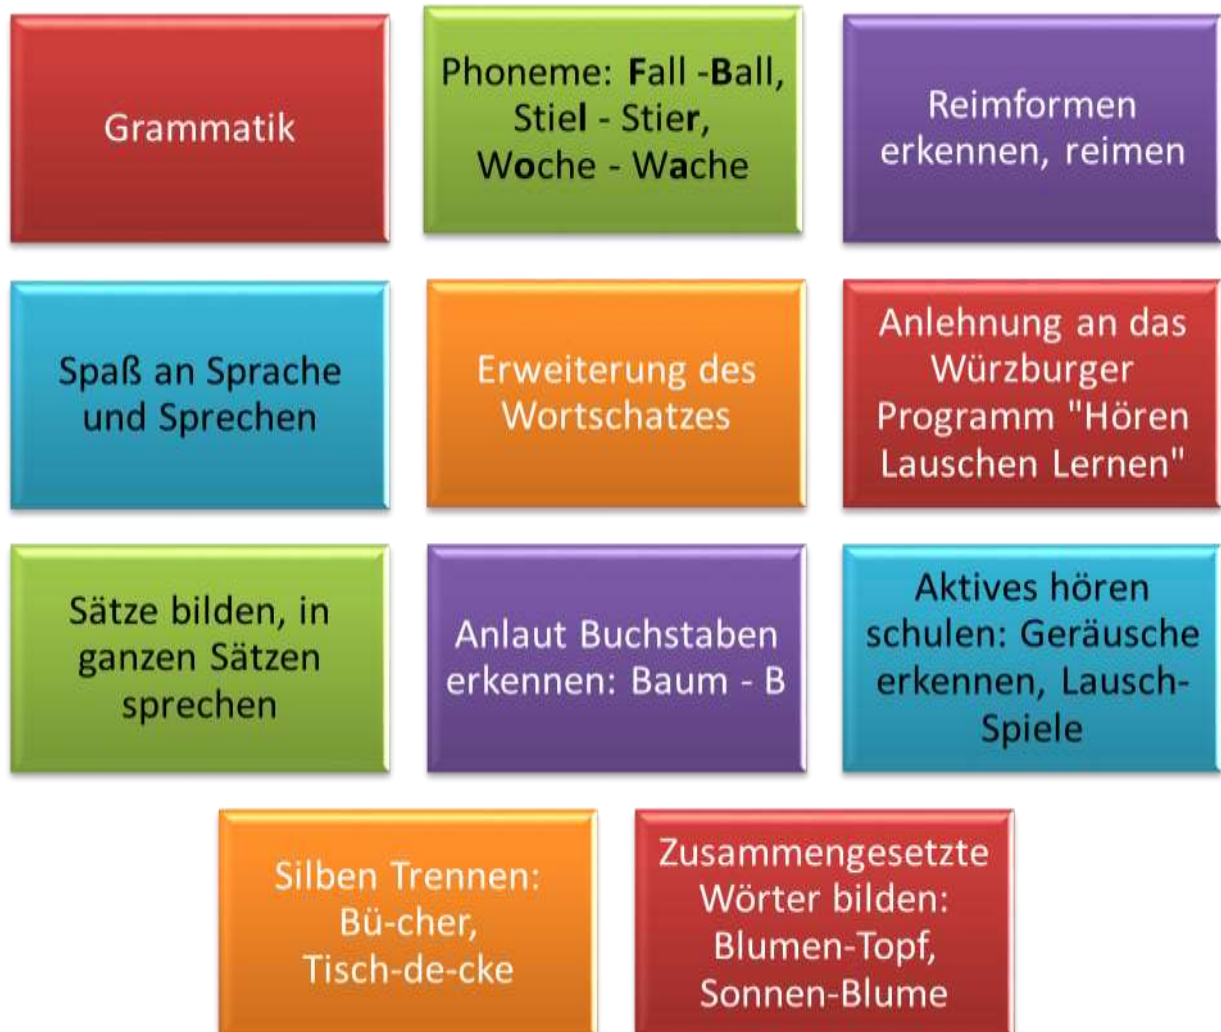 Grammatik
Phoneme: Fall -Ball,
Stiel - Stier,
Woche - Wache
Reimformen
erkennen, reimen
Spaß an Sprache
und Sprechen
Erweiterung des
Wortschatzes
Anlehnung an das
Würzburger
Programm "Hören
Lauschen Lernen"
Sätze bilden, in
ganzen Sätzen
sprechen
Anlaut Buchstaben
erkennen: Baum - B
Aktives hören
schulen: Geräusche
erkennen, Lausch-
Spiele
Silben Trennen:
Bü-cher,
Tisch-de-cke
Zusammengesetzte
Wörter bilden:
Blumen-Topf,
Sonnen-Blume